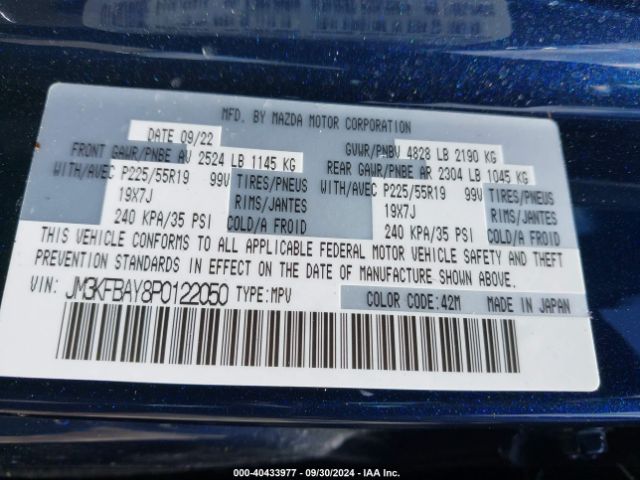 MFD. BY MAZDA MOTOR CORPORATION
DATE 09/22 GVWR/PNBV 4828 LB 2190 KG
FRONT GAWR/PNBE AV 2524 LB 1145 KG REAR GAWR/PNBE AR 2304 LB 1045 KG
WITH/AVEC P225/55R19 99V TIRES/PNEUS WITH/AVEC P225/55R19 99V TIRES/PNEUS
19X7J RIMS/JANTES 19X7J RIMS/JANTES
240 KPA/35 PSI COLD/A FROID 240 KPA/35 PSI COLD/A FROID
THIS VEHICLE CONFORMS TO ALL APPLICABLE FEDERAL MOTOR VEHICLE SAFETY AND THEFT
PREVENTION STANDARDS IN EFFECT ON THE DATE OF MANUFACTURE SHOWN ABOVE.
VIN: JM3KFBAY8P0122050 TYPE:MPV COLOR CODE:42M MADE IN JAPAN
000-40433977 - 09/30/2024 - IAA Inc.